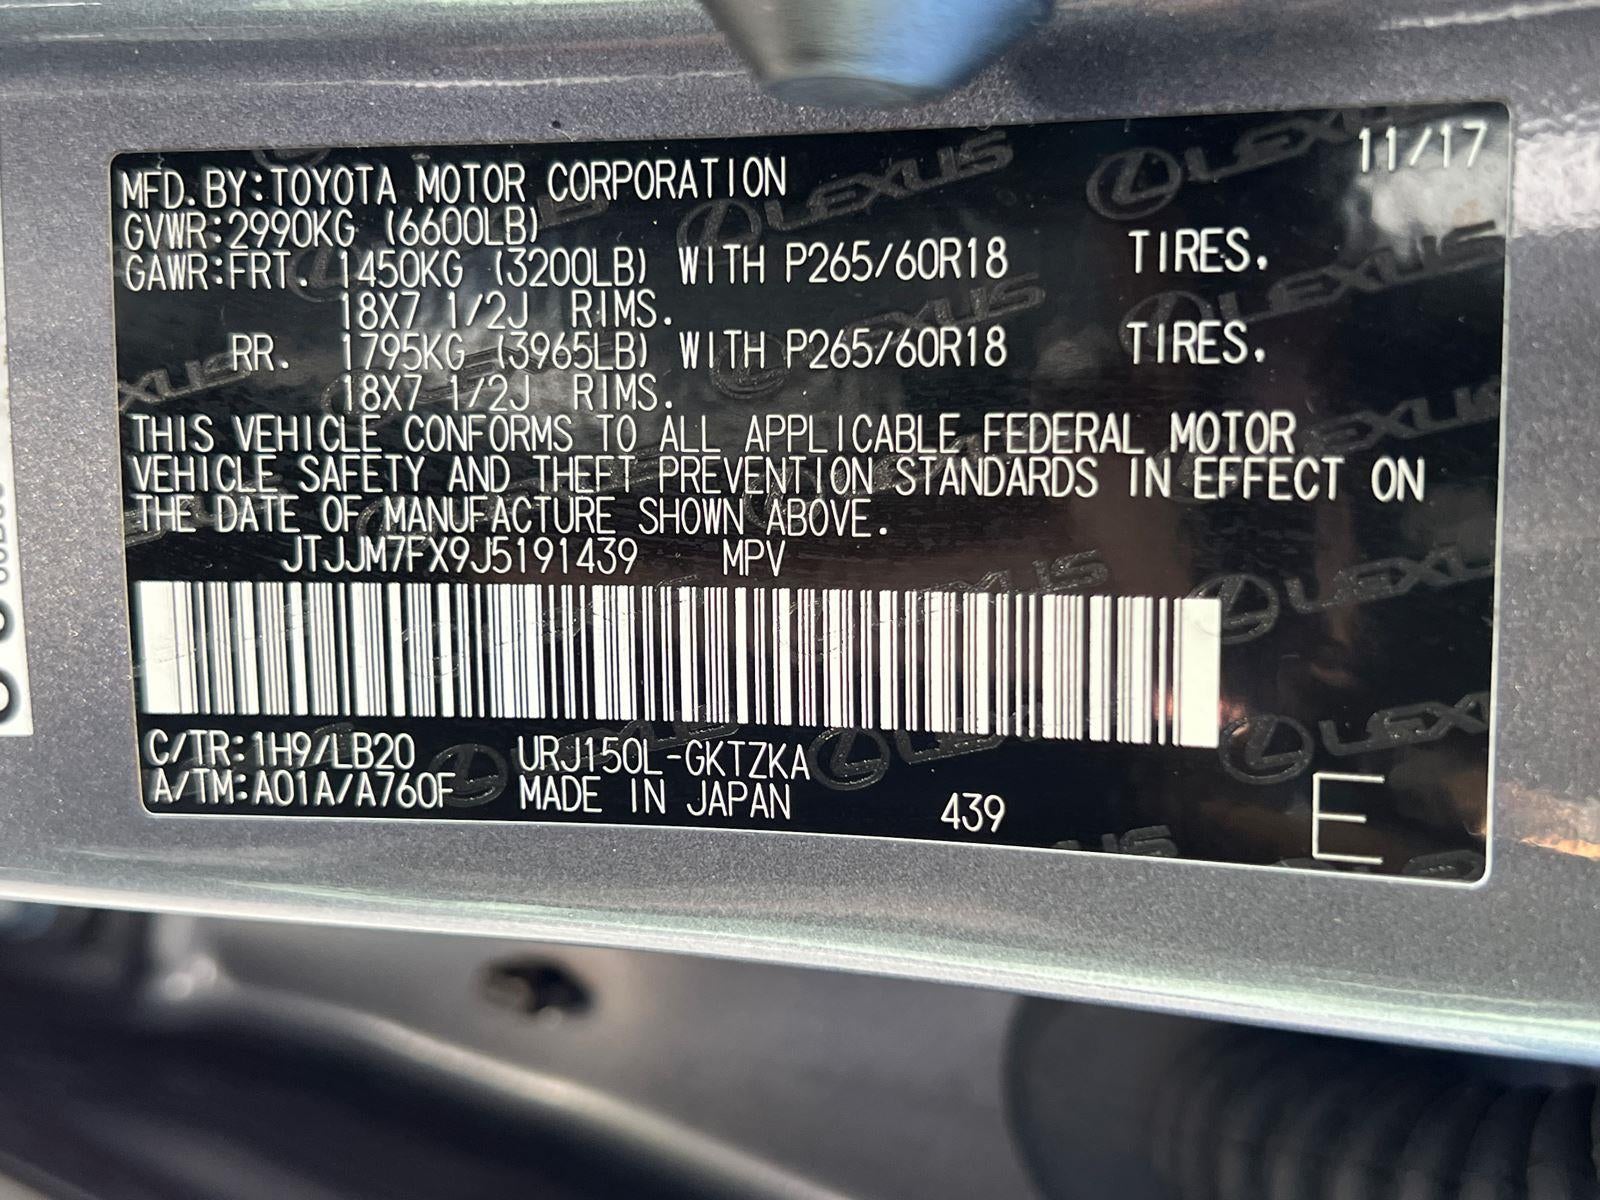 11/17
MFD.BY:TOYOTA MOTOR CORPORATION
GVWR:2990KG (6600LB)
GAWR:FRT. 1450KG (3200LB) WITH P265/60R18 TIRES.
18X7 1/2J RIMS.
RR. 1795KG (3965LB) WITH P265/60R18 TIRES.
18X7 1/2J RIMS.
THIS VEHICLE CONFORMS TO ALL APPLICABLE FEDERAL MOTOR
VEHICLE SAFETY AND THEFT PREVENTION STANDARDS IN EFFECT ON
THE DATE OF MANUFACTURE SHOWN ABOVE.
JTJJM7FX9J5191439 MPV
C/TR:1H9/LB20 URJ150L-GKTZKA
A/TM:A01A/A760F MADE IN JAPAN 439 E
LEXUS